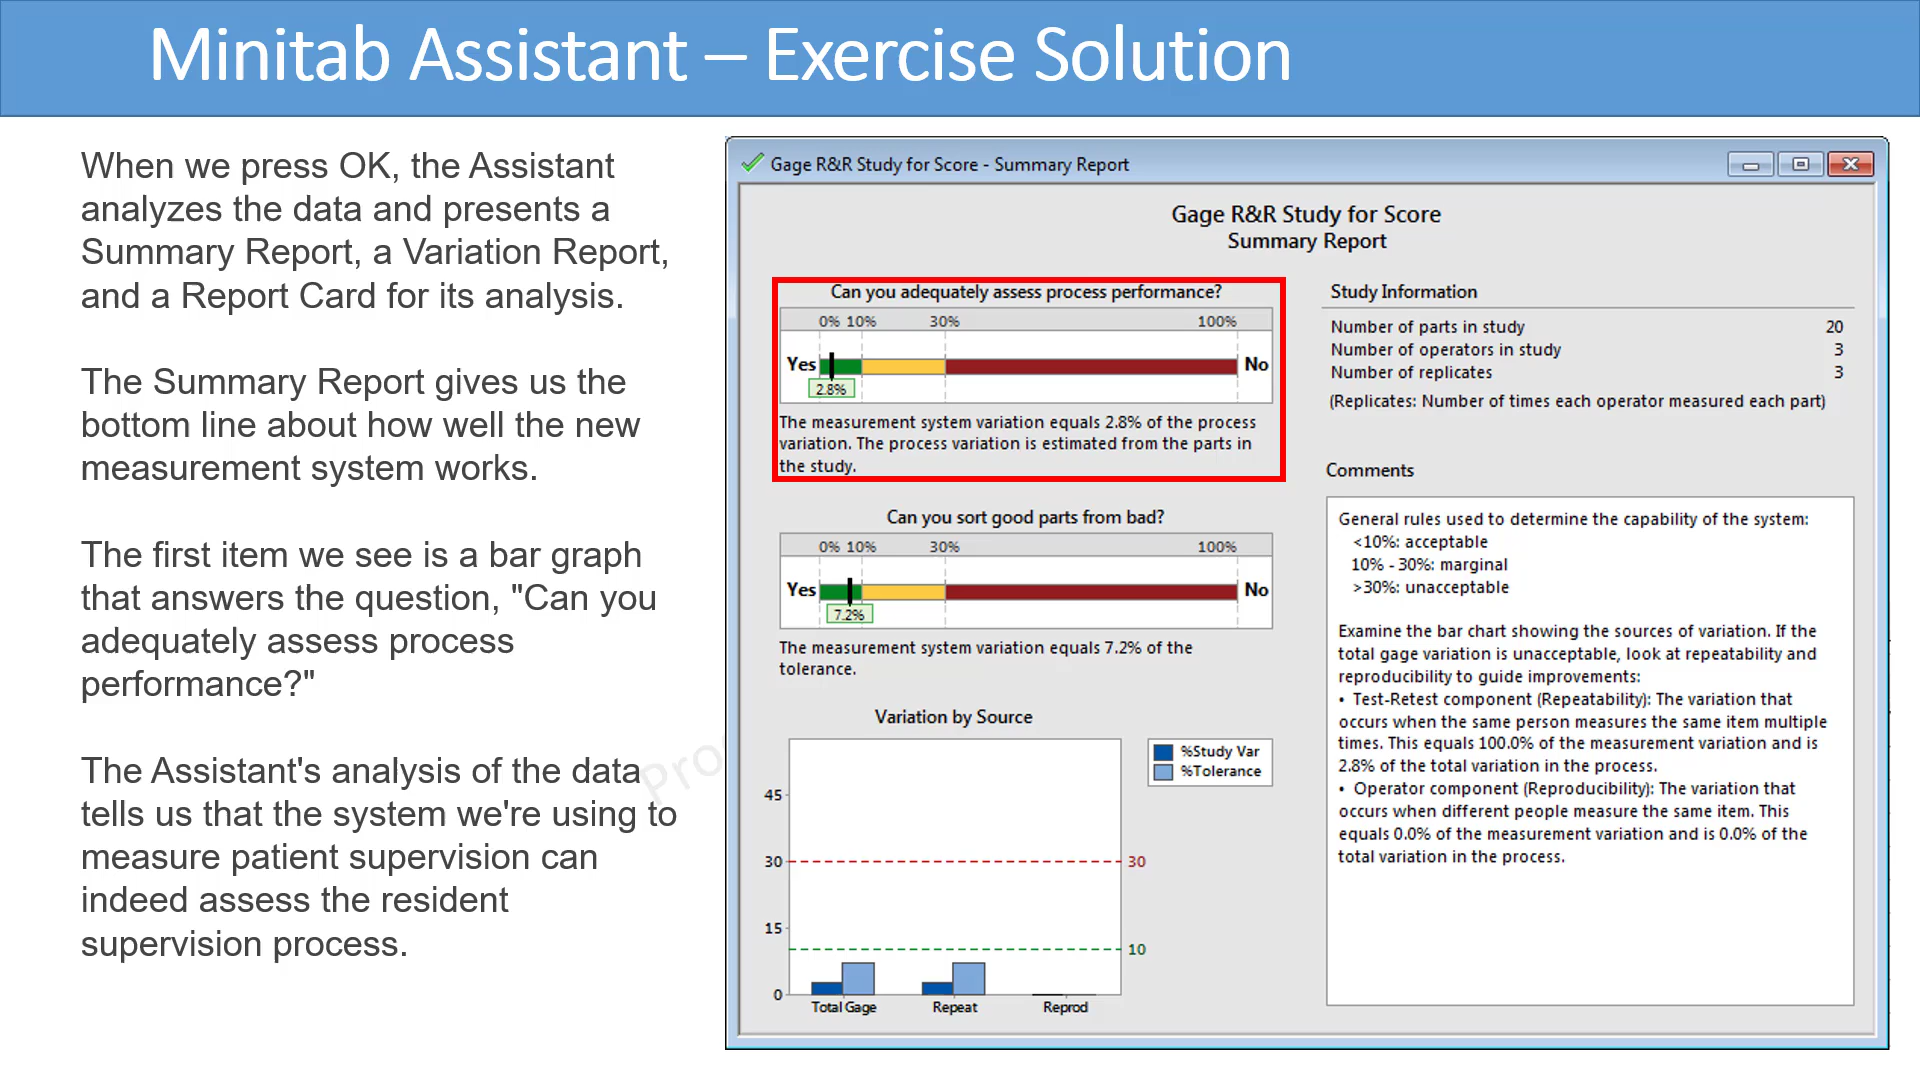 Minitab Assistant – Exercise Solution
When we press OK, the Assistant
analyzes the data and presents a
Summary Report, a Variation Report,
and a Report Card for its analysis.
The Summary Report gives us the
bottom line about how well the new
measurement system works.
The first item we see is a bar graph
that answers the question, "Can you
adequately assess process
performance?"
The Assistant's analysis of the data
tells us that the system we're using to
measure patient supervision can
indeed assess the resident
supervision process.
Gage R&R Study for Score - Summary Report
Gage R&R Study for Score
Summary Report
Can you adequately assess process performance?
0% 10% 30% 100%
Yes No
2.8%
The measurement system variation equals 2.8% of the process
variation. The process variation is estimated from the parts in
the study.
Can you sort good parts from bad?
0% 10% 30% 100%
Yes No
7.2%
The measurement system variation equals 7.2% of the
tolerance.
Variation by Source
%Study Var
%Tolerance
45
30 30
15
10
0
Total Gage Repeat Reprod
Study Information
Number of parts in study 20
Number of operators in study 3
Number of replicates 3
(Replicates: Number of times each operator measured each part)
Comments
General rules used to determine the capability of the system:
<10%: acceptable
10% - 30%: marginal
>30%: unacceptable
Examine the bar chart showing the sources of variation. If the
total gage variation is unacceptable, look at repeatability and
reproducibility to guide improvements:
• Test-Retest component (Repeatability): The variation that
occurs when the same person measures the same item multiple
times. This equals 100.0% of the measurement variation and is
2.8% of the total variation in the process.
• Operator component (Reproducibility): The variation that
occurs when different people measure the same item. This
equals 0.0% of the measurement variation and is 0.0% of the
total variation in the process.